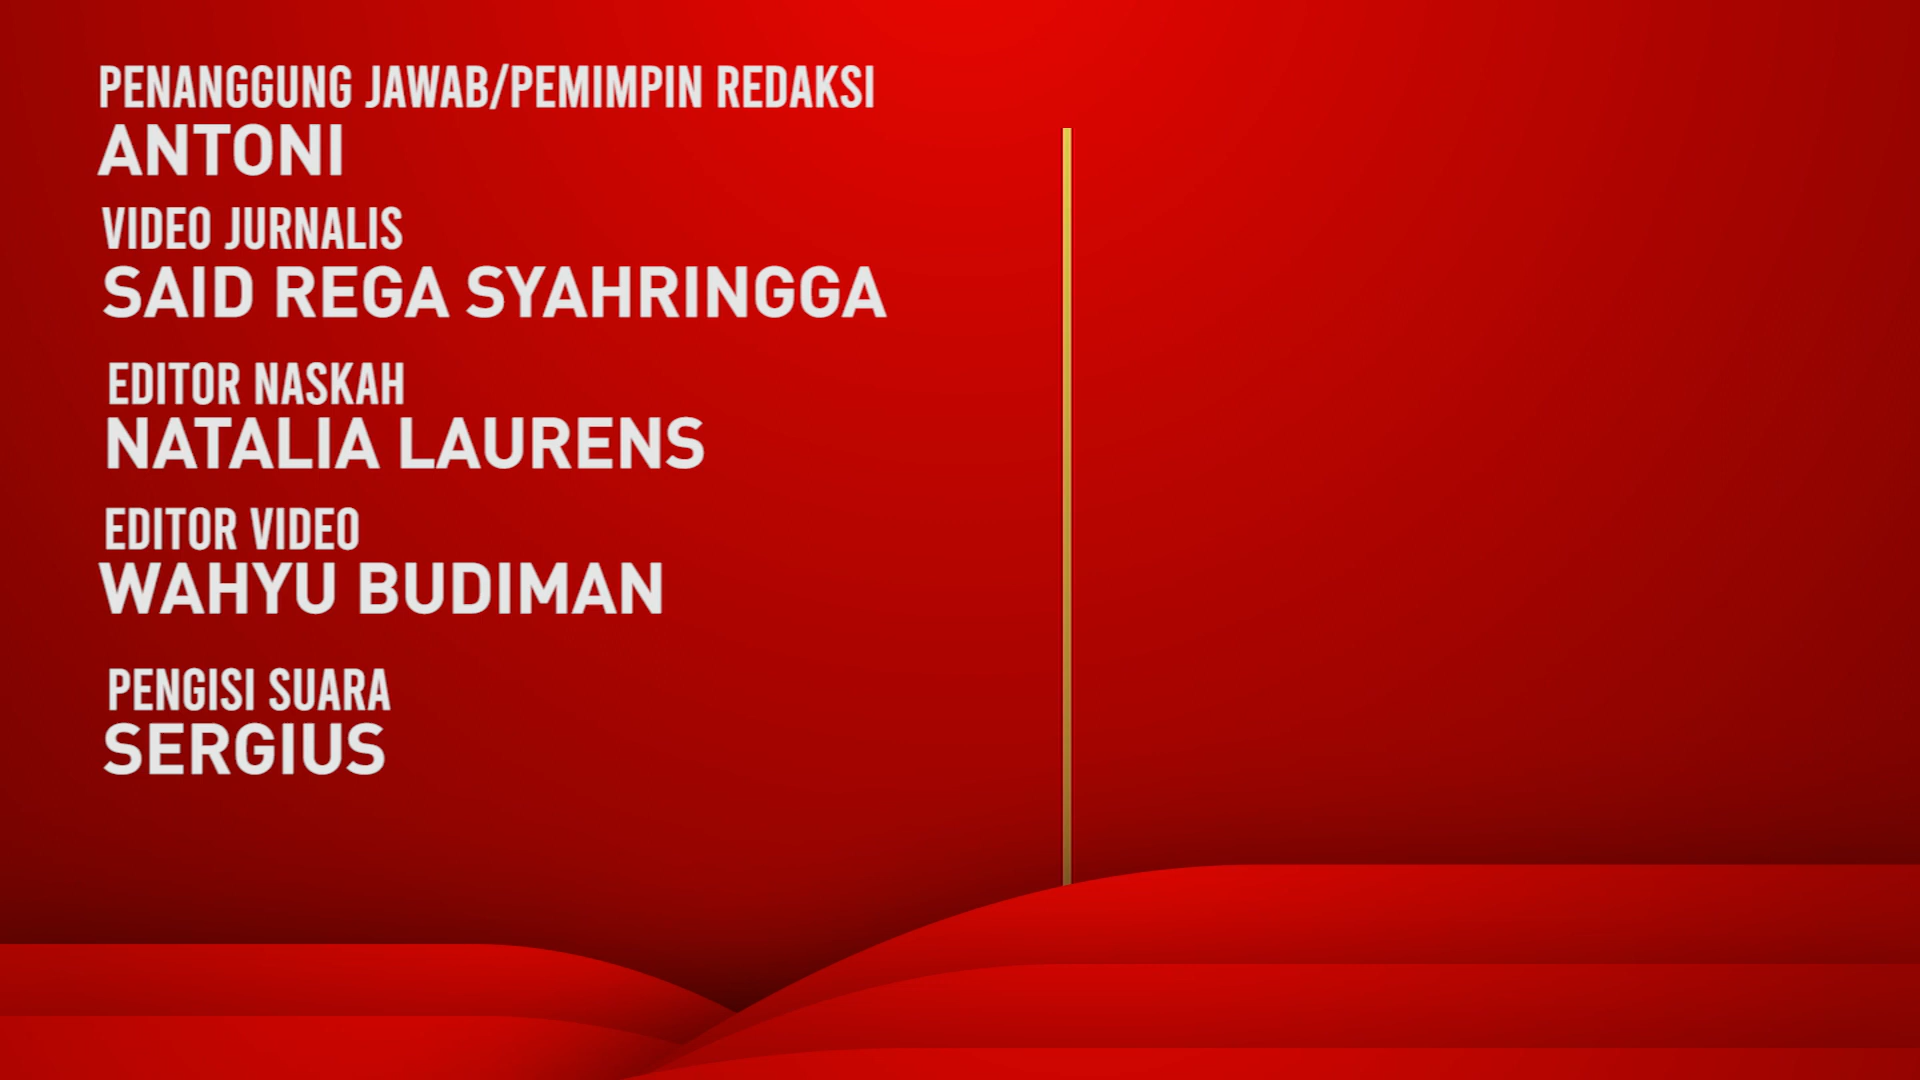 PENANGGUNG JAWAB/PEMIMPIN REDAKSI
ANTONI
VIDEO JURNALIS
SAID REGA SYAHRINGGA
EDITOR NASKAH
NATALIA LAURENS
EDITOR VIDEO
WAHYU BUDIMAN
PENGISI SUARA
SERGIUS